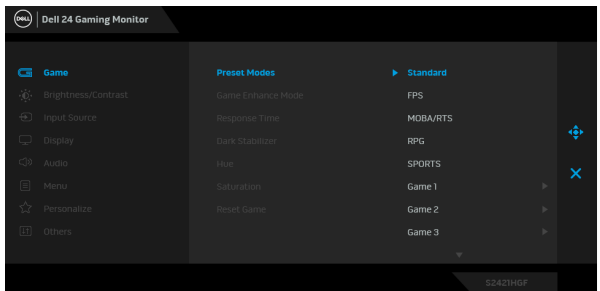 DELL Dell 24 Gaming Monitor
Game Preset Modes Standard
Brightness/Contrast Game Enhance Mode FPS
Input Source Response Time MOBA/RTS
Display Dark Stabilizer RPG
Audio Hue SPORTS
Menu Saturation Game 1
Personalize Reset Game Game 2
Others Game 3
S2421HGF